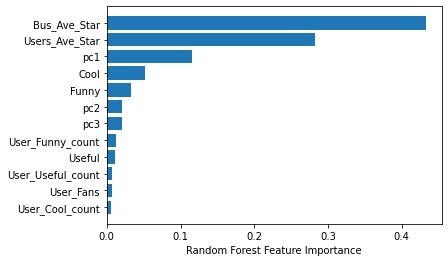 Bus_Ave_Star
Users_Ave_Star
pc1
Cool
Funny
pc2
pc3
User_Funny_count
Useful
User_Useful_count
User_Fans
User_Cool_count
0.0 0.1 0.2 0.3 0.4
Random Forest Feature Importance